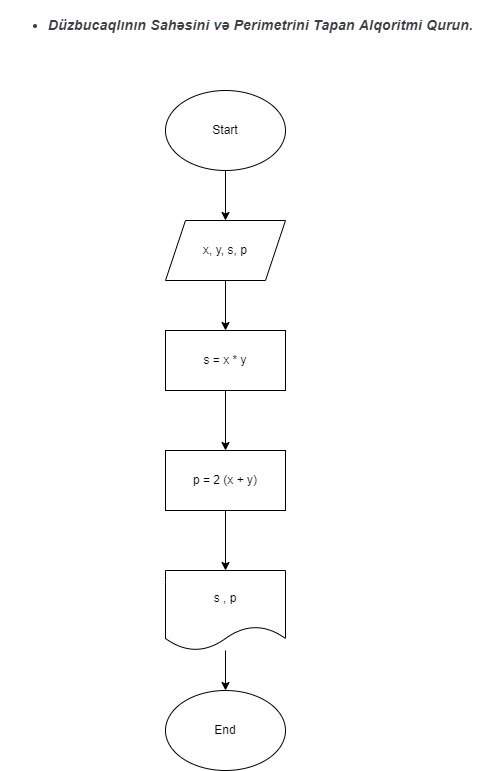 Düzbucaqlının Sahəsini və Perimetrini Tapan Alqoritmi Qurun.
Start
x, y, s, p
s = x * y
p = 2 (x + y)
s , p
End